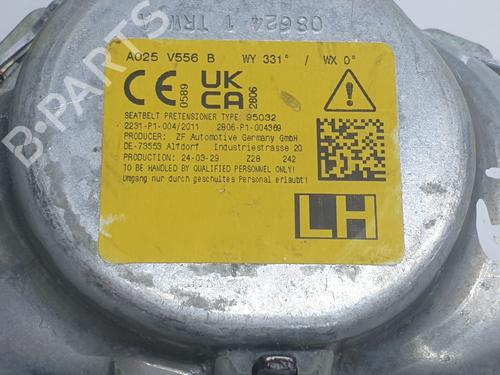 08624 1 TRW A
B-PARTS
A025 V556 B WY 331° / WX 0°
CE 0589 UK CA 2806
SEATBELT PRETENSIONER TYPE: 95032
2231-P1-004/2011 2806-P1-004369
PRODUCER: ZF Automotive Germany GmbH
DE-73553 Alfdorf Industriestrasse 20
PRODUCTION: 24-03-29 Z28 242
TO BE HANDLED BY QUALIFIED PERSONNEL ONLY!
Umgang nur durch geschultes Personal erlaubt!
LH